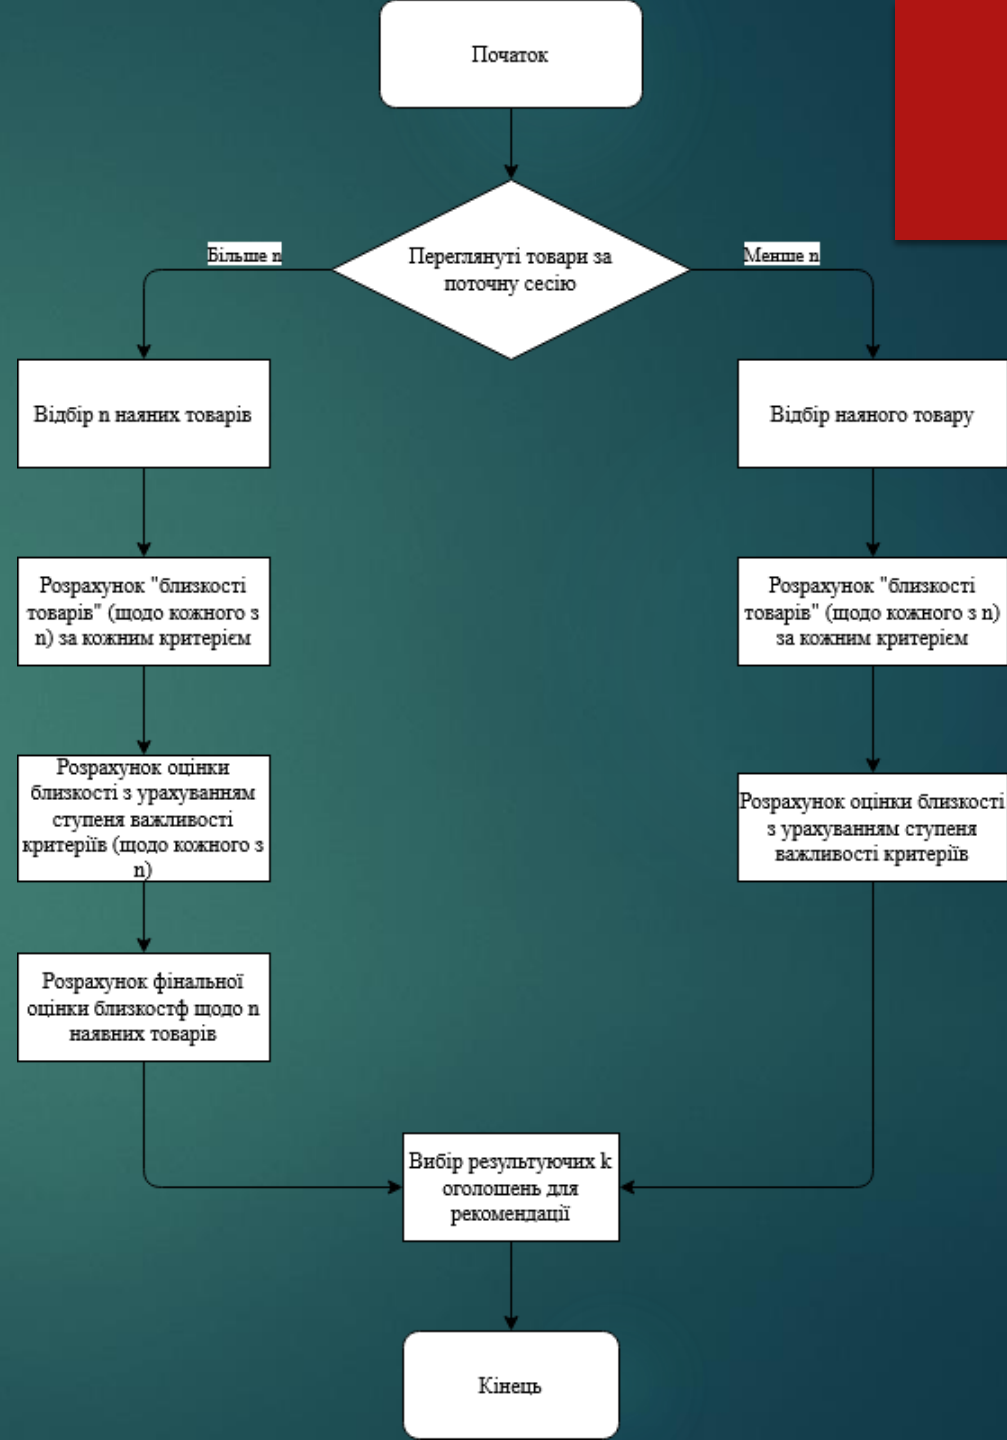 Початок
Переглянуті товари за
поточну сесію
Більше n
Менше n
Відбір n наяних товарів
Відбір наяного товару
Розрахунок "близкості
товарів" (щодо кожного з
n) за кожним критерієм
Розрахунок "близкості
товарів" (щодо кожного з n)
за кожним критерієм
Розрахунок оцінки
близкості з урахуванням
ступеня важливості
критеріїв (щодо кожного з
n)
Розрахунок оцінки близкості
з урахуванням ступеня
важливості критеріїв
Розрахунок фінальної
оцінки близкостф щодо n
наявних товарів
Вибір результуючих k
оголошень для
рекомендації
Кінець